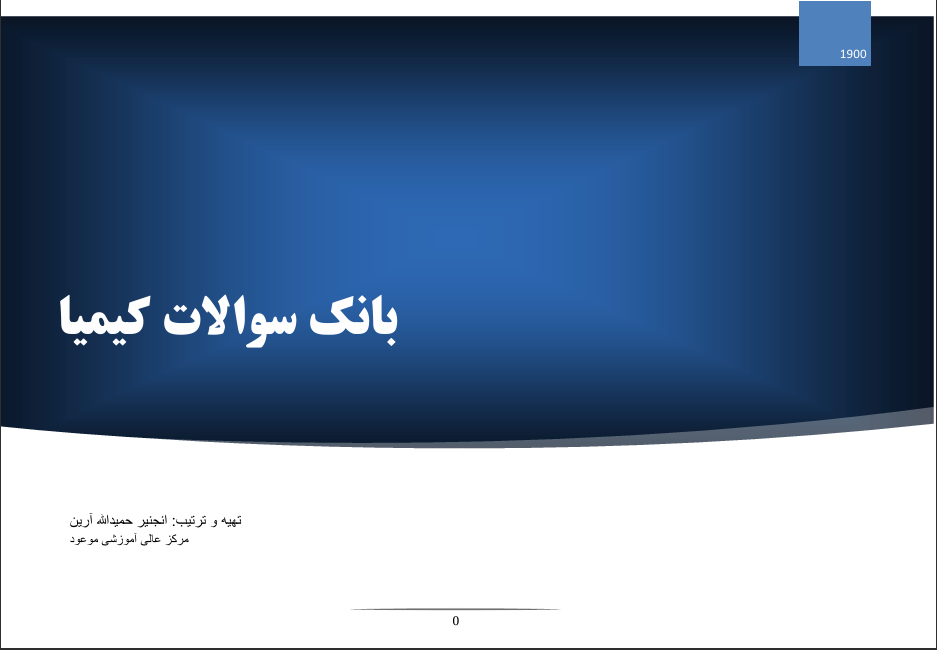 1900
بانک سوالات کیمیا
تهیه و ترتیب: انجنیر حمیدالله آرین
مرکز عالی آموزشی موعود
0